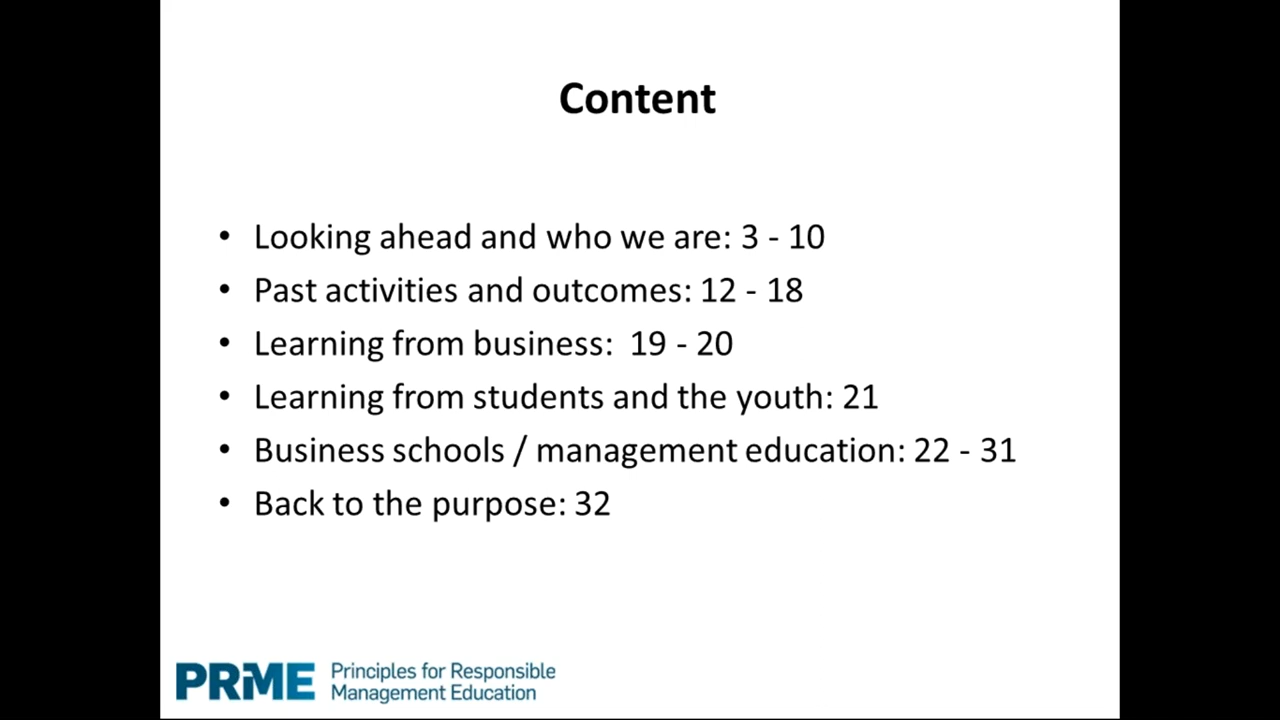 Content
• Looking ahead and who we are: 3 - 10
• Past activities and outcomes: 12 - 18
• Learning from business:  19 - 20
• Learning from students and the youth: 21
• Business schools / management education: 22 - 31
• Back to the purpose: 32
PRME
Principles for Responsible
Management Education